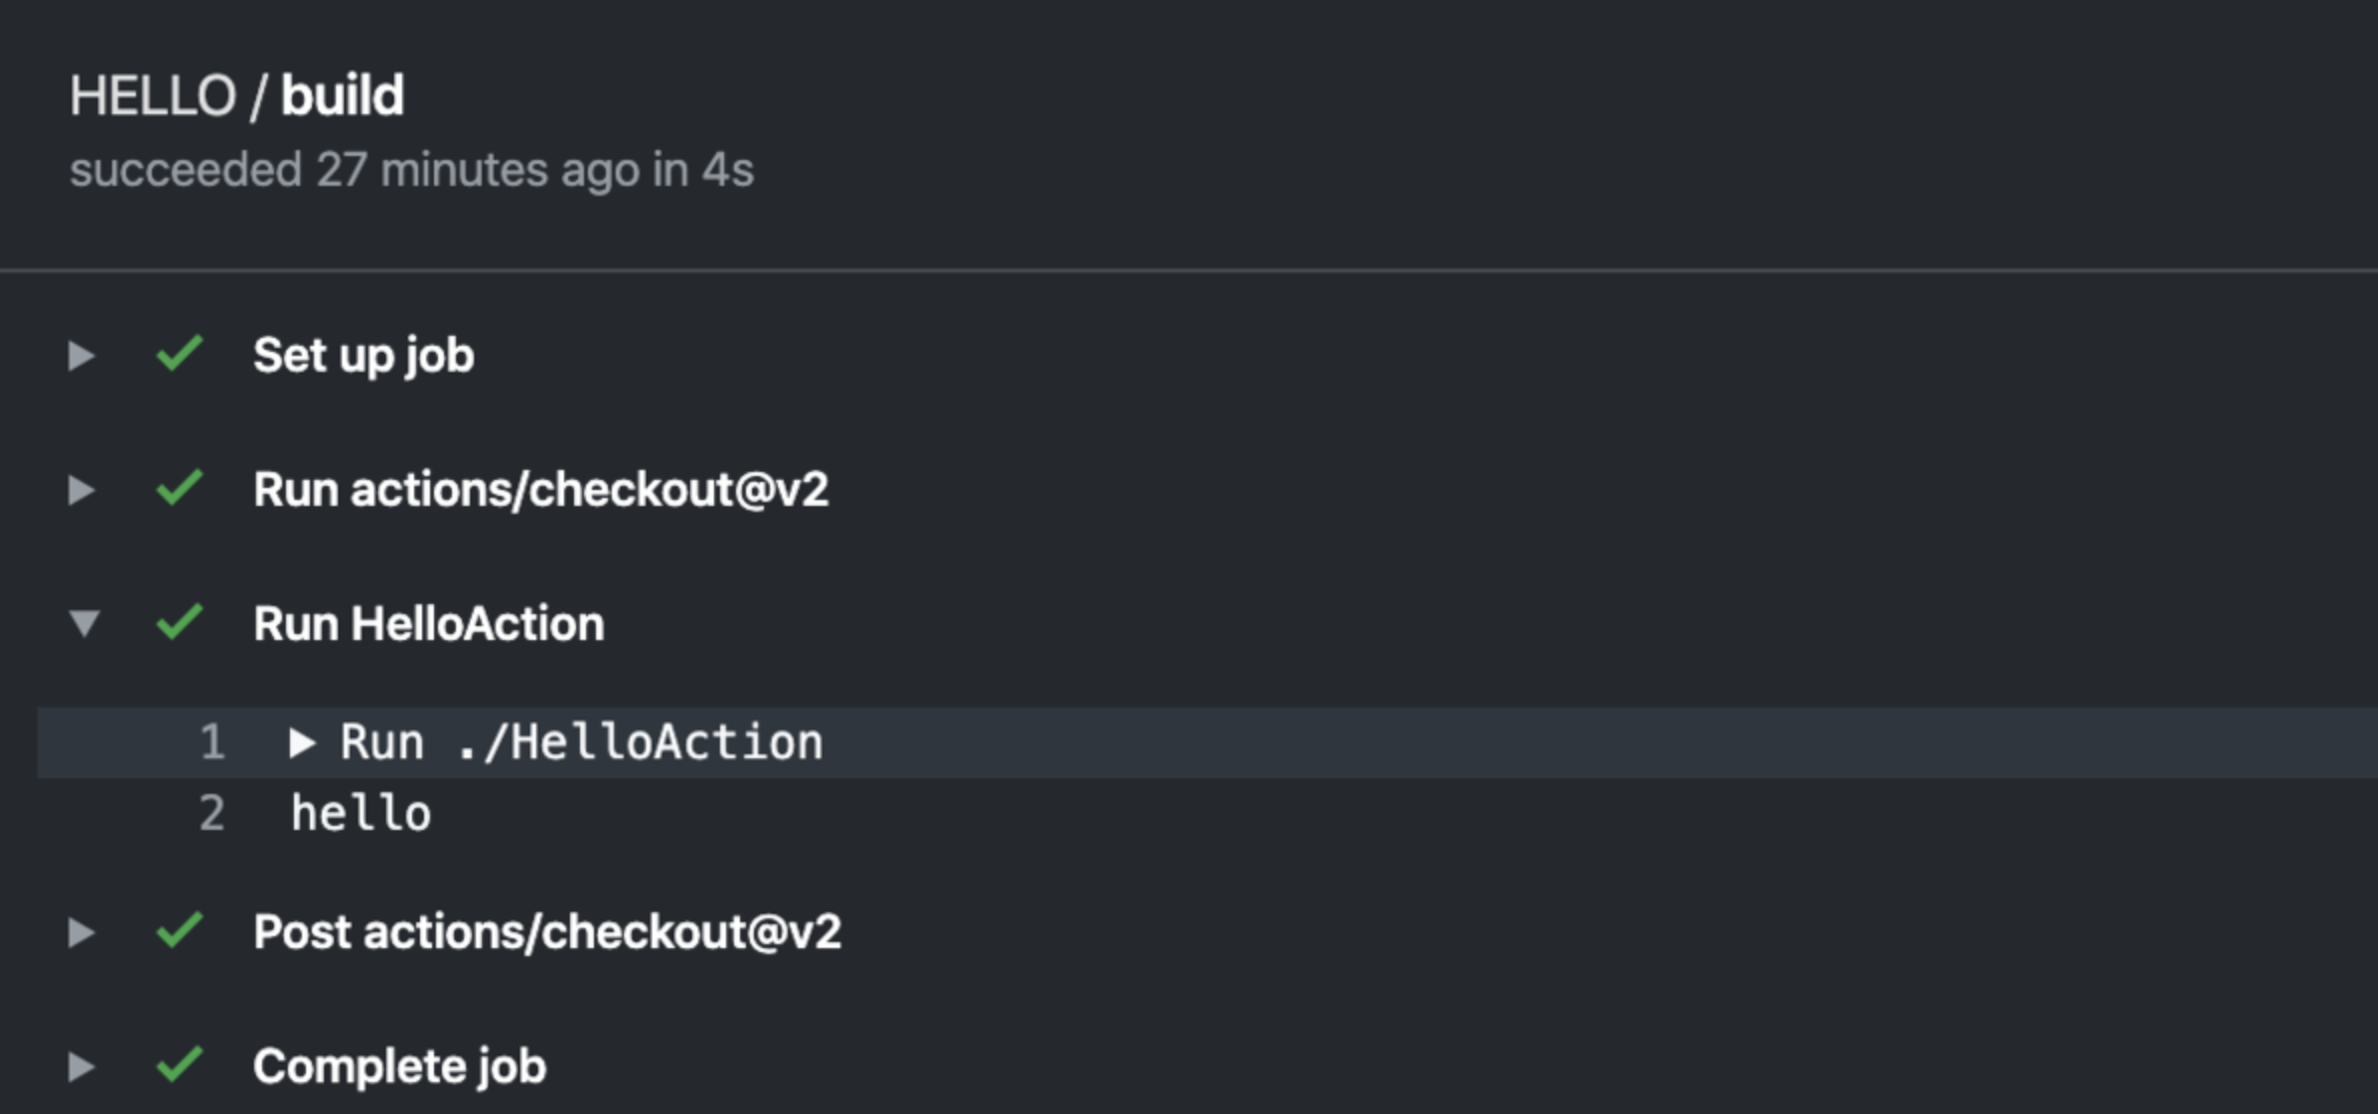 HELLO / build
succeeded 27 minutes ago in 4s
Set up job
Run actions/checkout@v2
Run HelloAction
1 Run ./HelloAction
2 hello
Post actions/checkout@v2
Complete job